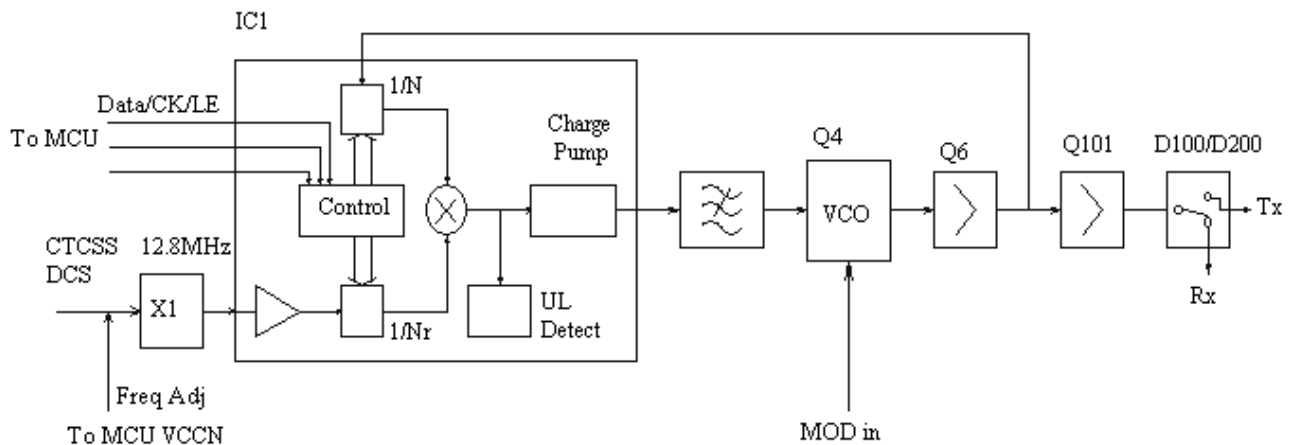 IC1
1/N
Data/CK/LE
To MCU
Charge
Pump
Q4
Q6
Q101
D100/D200
Control
VCO
Tx
CTCSS
DCS
12.8MHz
X1
UL
Detect
Rx
1/Nr
Freq Adj
To MCU VCCN
MOD in